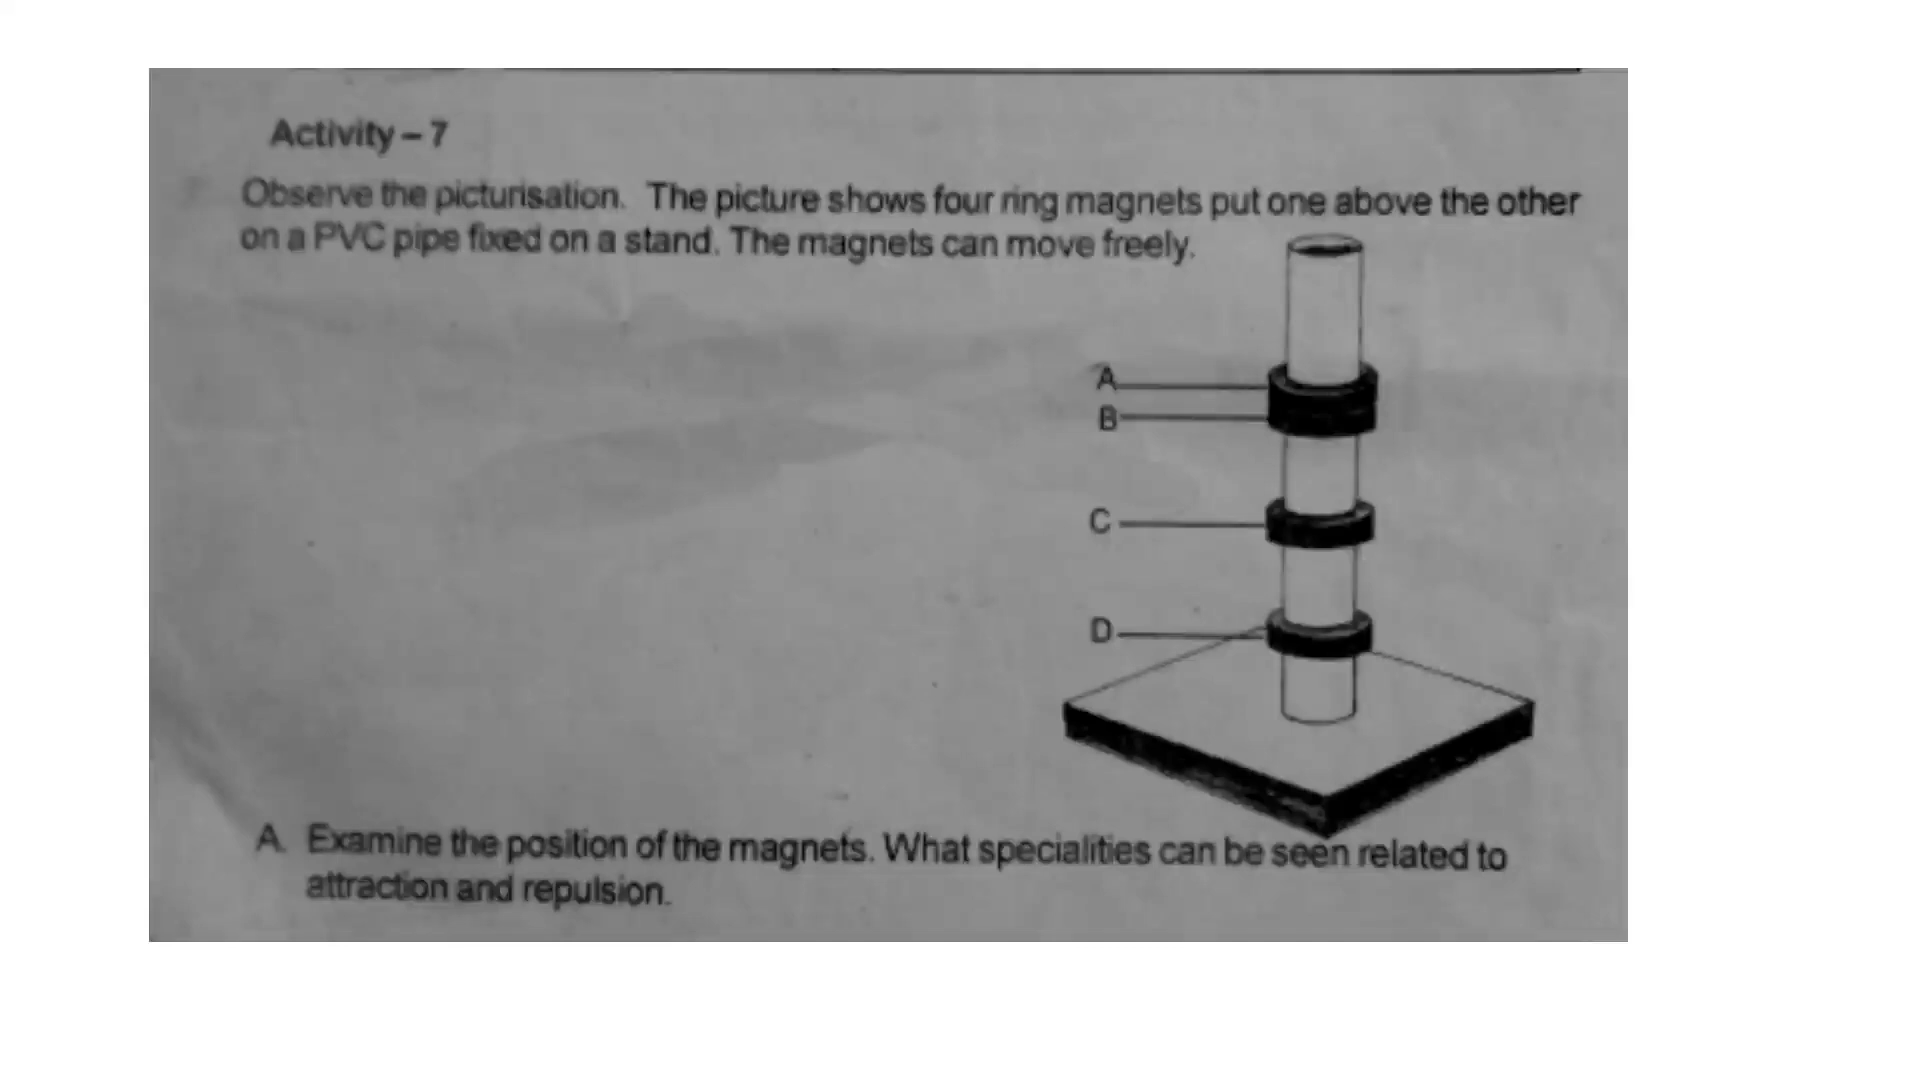 Activity – 7
Observe the picturisation. The picture shows four ring magnets put one above the other
on a PVC pipe fixed on a stand. The magnets can move freely.
A
B
C
D
A. Examine the position of the magnets. What specialities can be seen related to
attraction and repulsion.